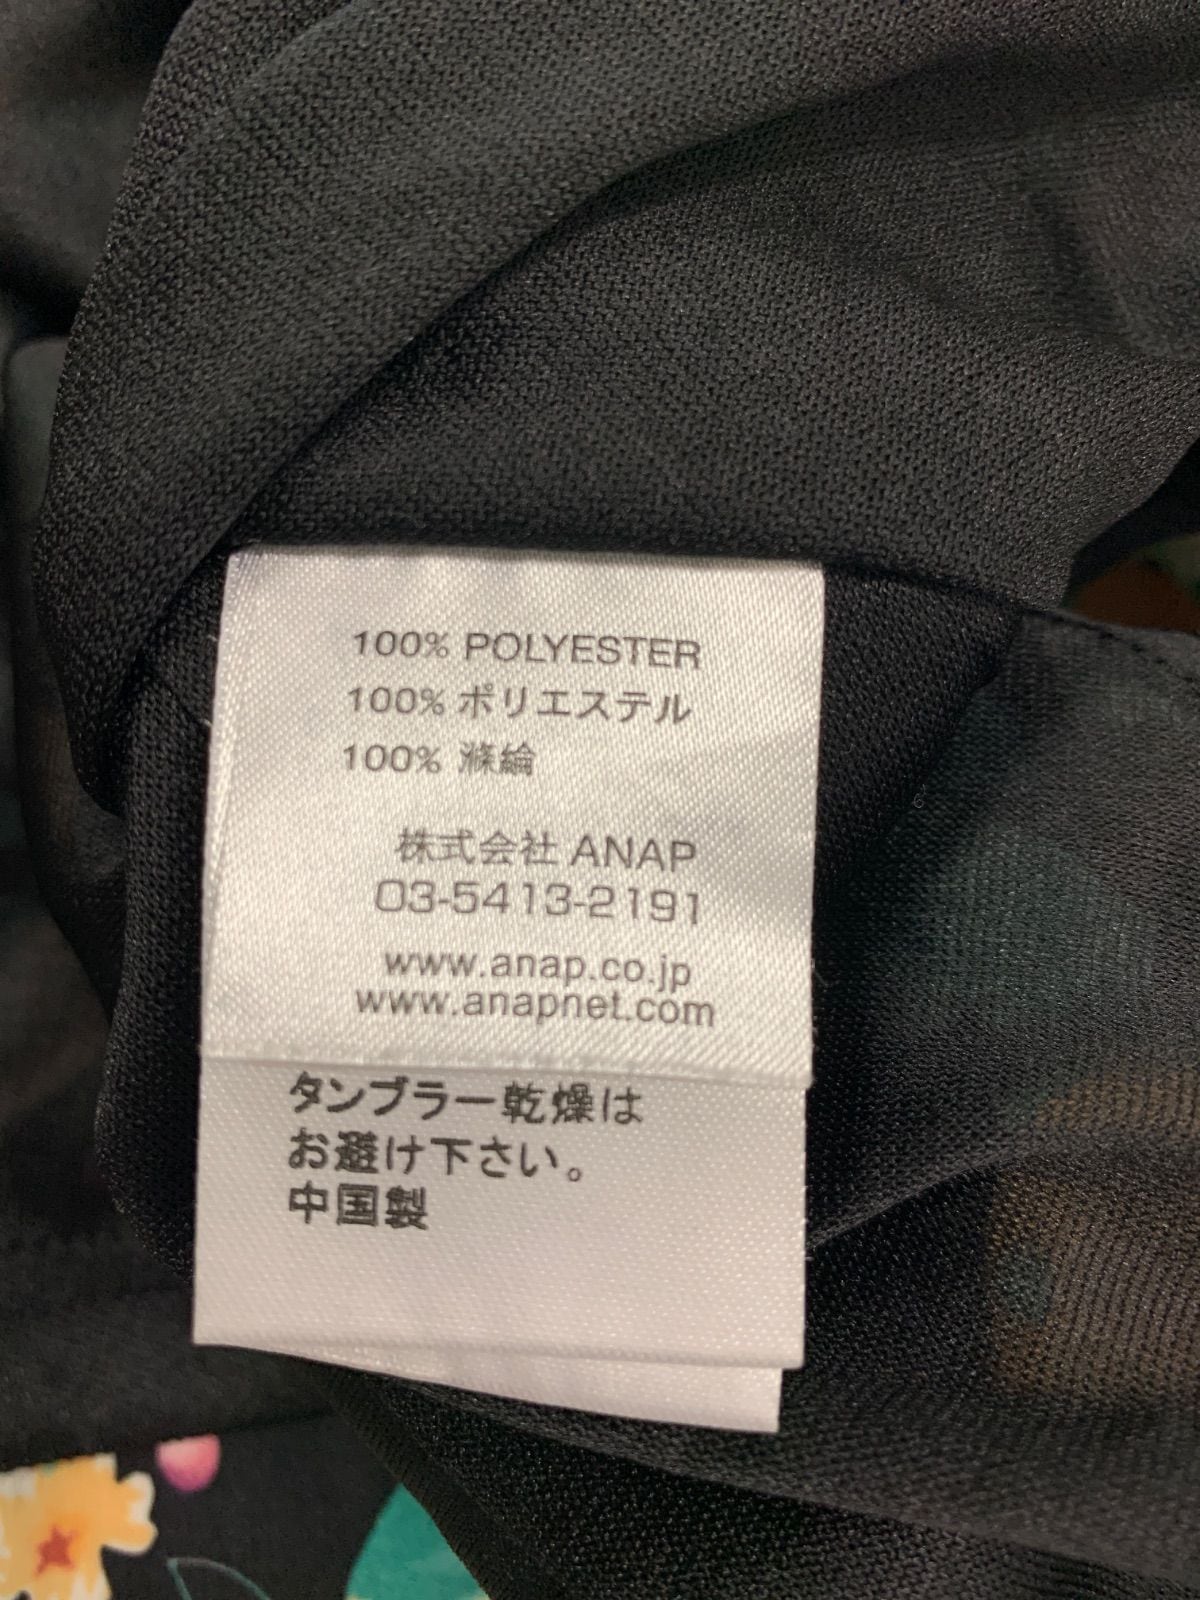 100% POLYESTER
100% ポリエステル
100% 滌綸
株式会社 ANAP
03-5413-2191
www.anap.co.jp
www.anapnet.com
タンブラー乾燥は
お避け下さい。
中国製